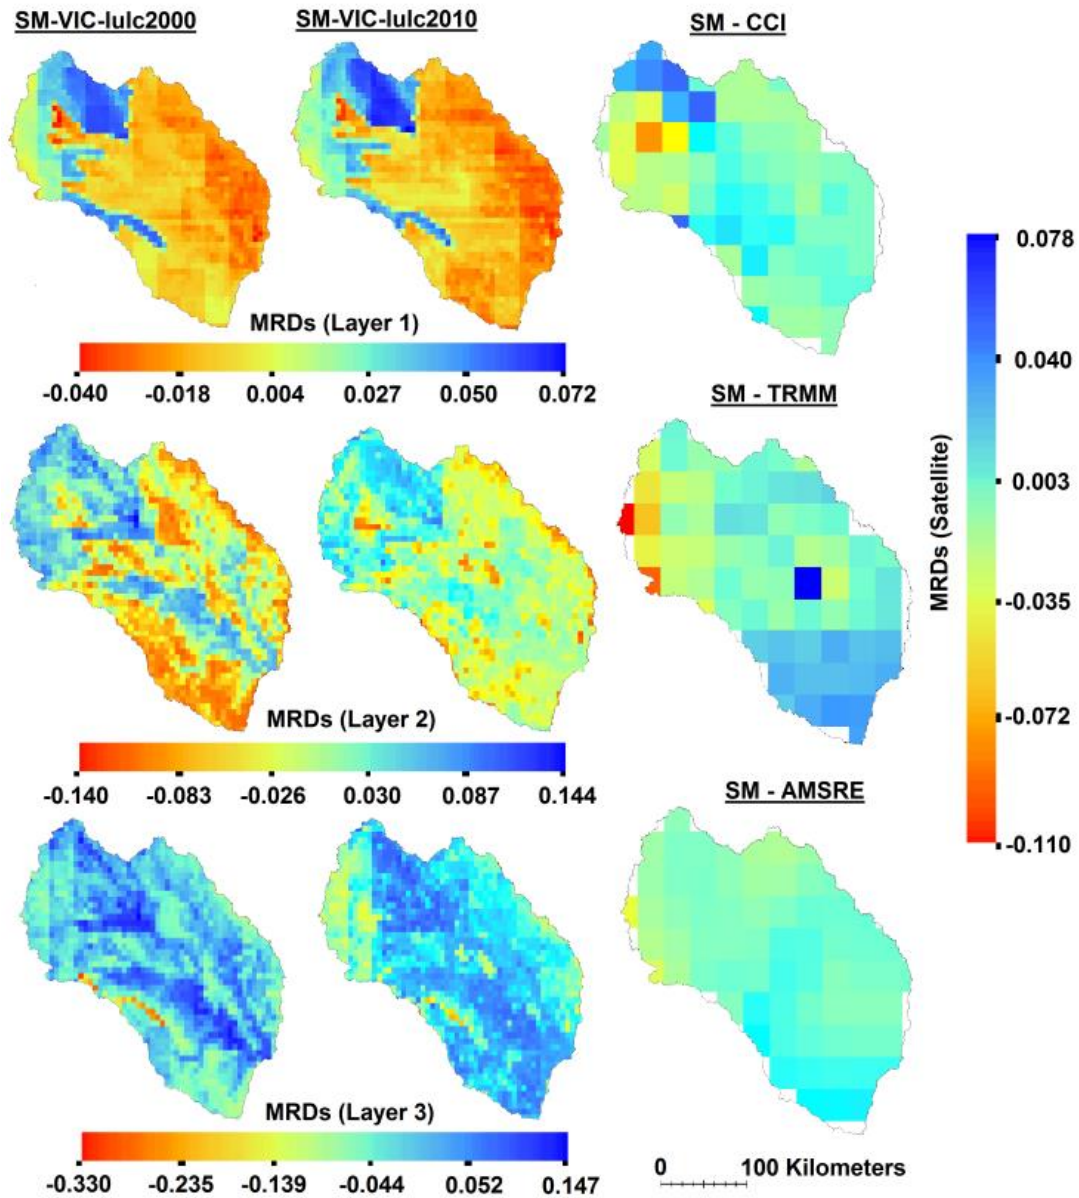 SM-VIC-lulc2000 SM-VIC-lulc2010 SM - CCI
MRDs (Layer 1)
-0.040 -0.018 0.004 0.027 0.050 0.072
MRDs (Layer 2)
-0.140 -0.083 -0.026 0.030 0.087 0.144
MRDs (Layer 3)
-0.330 -0.235 -0.139 -0.044 0.052 0.147
SM - TRMM
SM - AMSRE
0 100 Kilometers
MRDs (Satellite)
0.078
0.040
0.003
-0.035
-0.072
-0.110